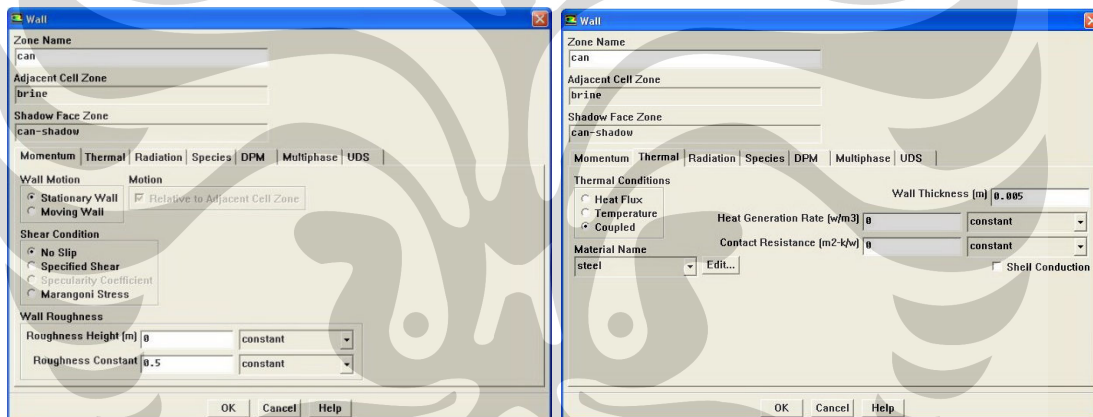 Wall
Zone Name
can
Adjacent Cell Zone
brine
Shadow Face Zone
can-shadow
Momentum Thermal Radiation Species DPM Multiphase UDS
Wall Motion Motion
Stationary Wall Relative to Adjacent Cell Zone
Moving Wall
Shear Condition
No Slip
Specified Shear
Specularity Coefficient
Marangoni Stress
Wall Roughness
Roughness Height (m) 0 constant
Roughness Constant 0.5 constant
OK Cancel Help
Wall
Zone Name
can
Adjacent Cell Zone
brine
Shadow Face Zone
can-shadow
Momentum Thermal Radiation Species DPM Multiphase UDS
Thermal Conditions
Heat Flux
Temperature
Coupled
Wall Thickness (m) 0.005
Heat Generation Rate (w/m3) 0 constant
Contact Resistance (m2-k/w) 0 constant
Material Name
steel Edit...
Shell Conduction
OK Cancel Help